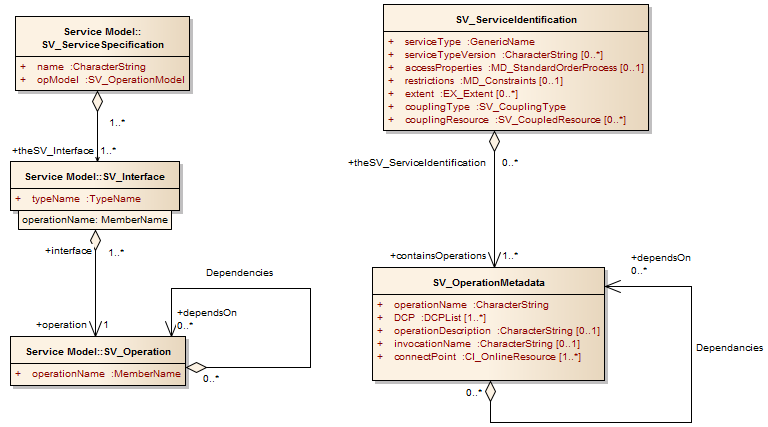 Service Model::
SV_ServiceSpecification
+ name :CharacterString
+ opModel :SV_OperationModel
1..*
+theSV_Interface 1..*
Service Model::SV_Interface
+ typeName :TypeName
operationName: MemberName
+interface
1..*
Dependencies
+operation 1
+dependsOn
0..*
Service Model::SV_Operation
+ operationName :MemberName
0..*
SV_ServiceIdentification
+ serviceType :GenericName
+ serviceTypeVersion :CharacterString [0..*]
+ accessProperties :MD_StandardOrderProcess [0..1]
+ restrictions :MD_Constraints [0..1]
+ extent :EX_Extent [0..*]
+ couplingType :SV_CouplingType
+ couplingResource :SV_CoupledResource [0..*]
+theSV_ServiceIdentification 0..*
+containsOperations 1..*
+dependsOn
0..*
SV_OperationMetadata
+ operationName :CharacterString
+ DCP :DCPList [1..*]
+ operationDescription :CharacterString [0..1]
+ invocationName :CharacterString [0..1]
+ connectPoint :CI_OnlineResource [1..*]
Dependancies
0..*